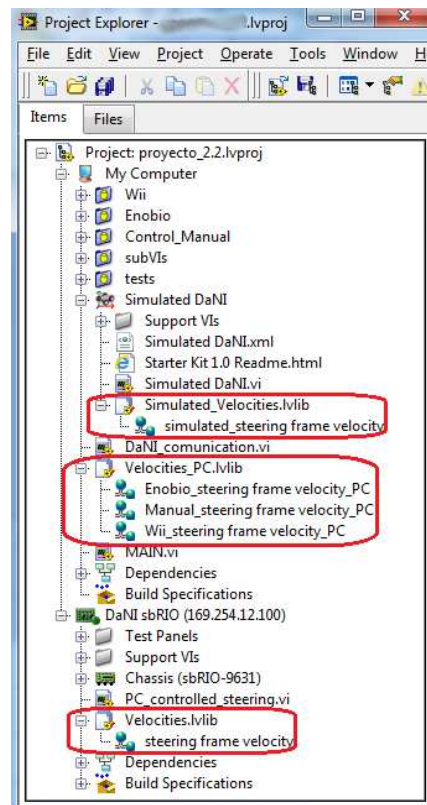 Project Explorer - .lvproj
File Edit View Project Operate Tools Window
Items Files
Project: proyecto_2.2.lvproj
My Computer
Wii
Enobio
Control_Manual
subVIs
tests
Simulated DaNI
Support VIs
Simulated DaNI.xml
Starter Kit 1.0 Readme.html
Simulated DaNI.vi
Simulated_Velocities.lvlib
simulated_steering frame velocity
DaNI_comunication.vi
Velocities_PC.lvlib
Enobio_steering frame velocity_PC
Manual_steering frame velocity_PC
Wii_steering frame velocity_PC
MAIN.vi
Dependencies
Build Specifications
DaNI sbRIO (169.254.12.100)
Test Panels
Support VIs
Chassis (sbRIO-9631)
PC_controlled_steering.vi
Velocities.lvlib
steering frame velocity
Dependencies
Build Specifications